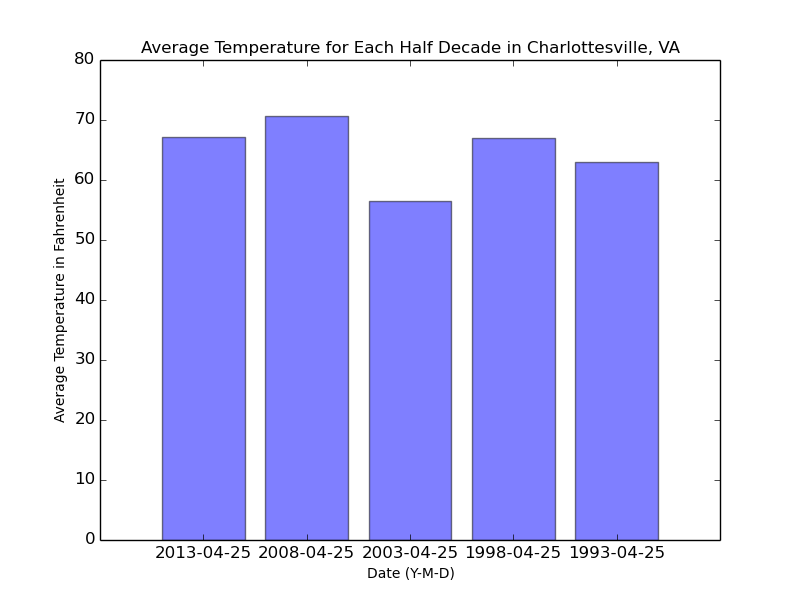 Average Temperature for Each Half Decade in Charlottesville, VA
80
70
60
50
40
30
20
10
0
Average Temperature in Fahrenheit
2013-04-25 2008-04-25 2003-04-25 1998-04-25 1993-04-25
Date (Y-M-D)